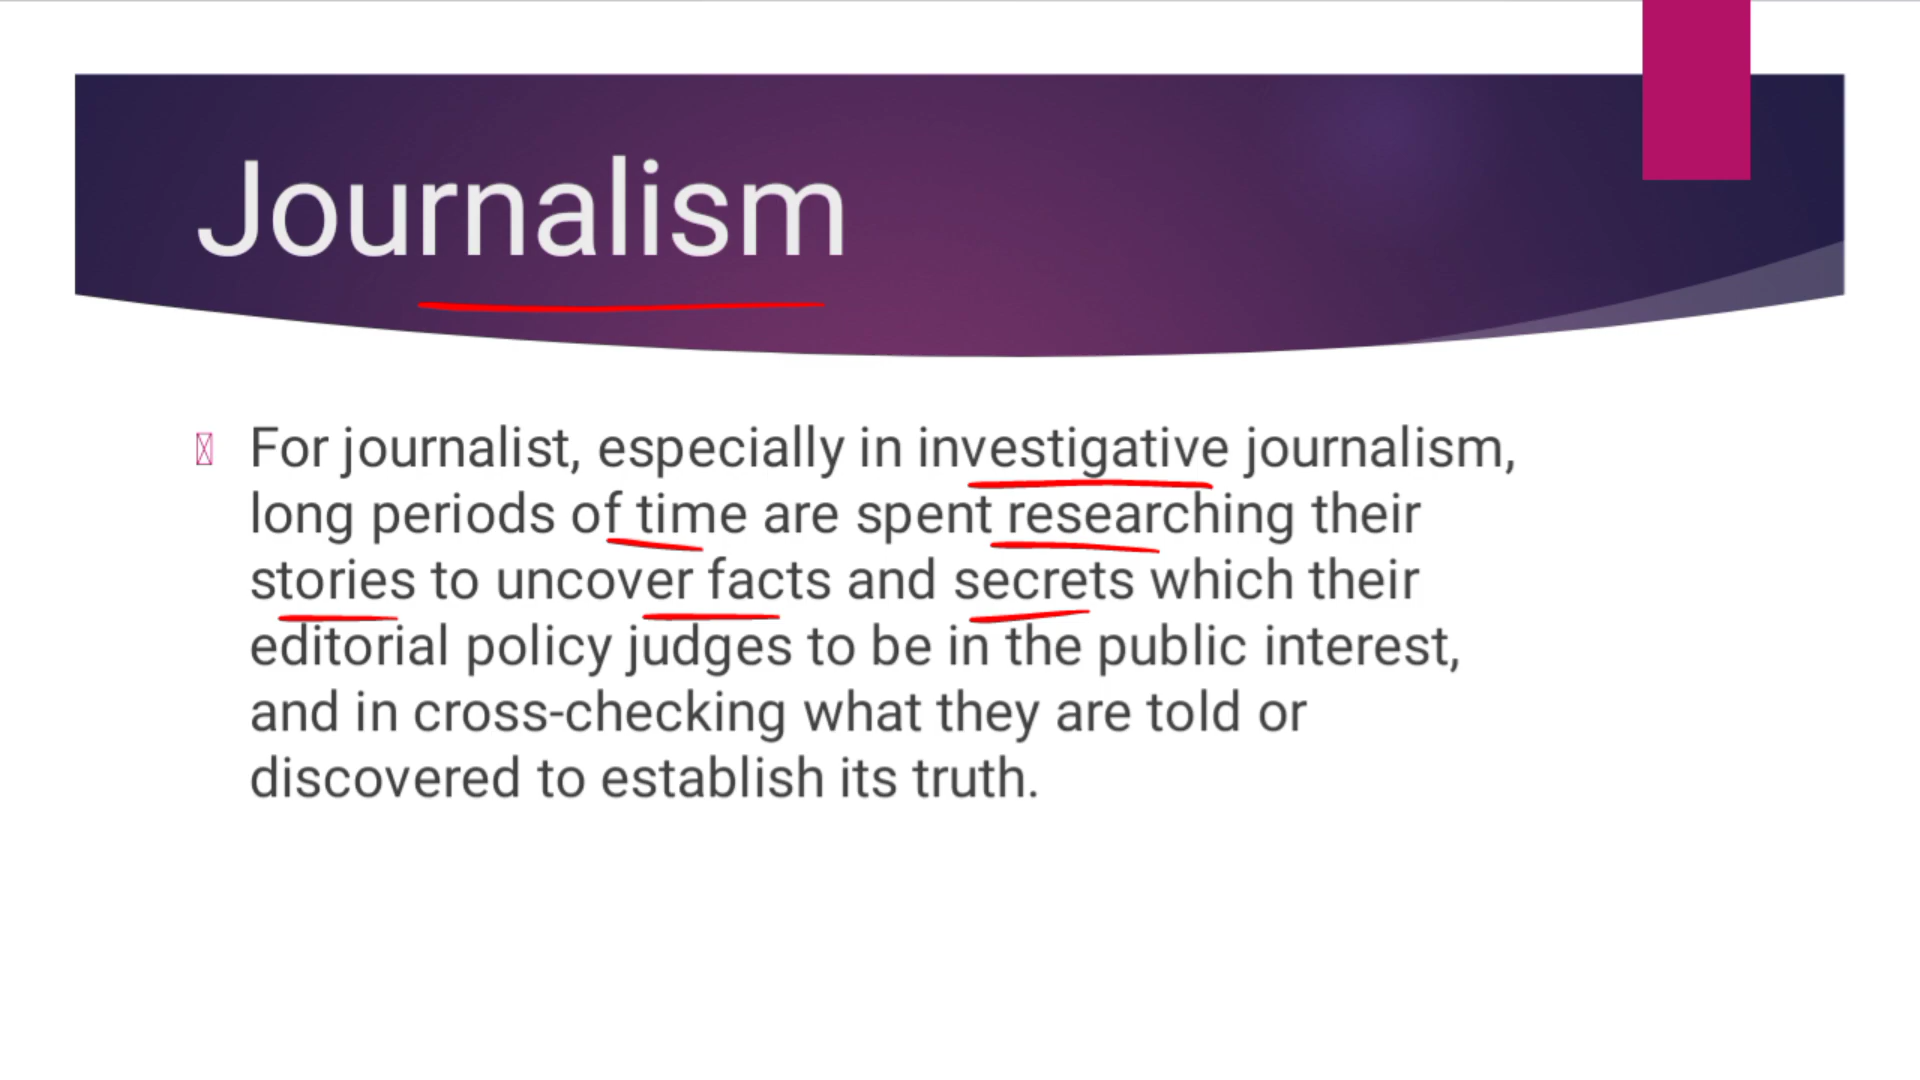 Journalism
For journalist, especially in investigative journalism,
long periods of time are spent researching their
stories to uncover facts and secrets which their
editorial policy judges to be in the public interest,
and in cross-checking what they are told or
discovered to establish its truth.